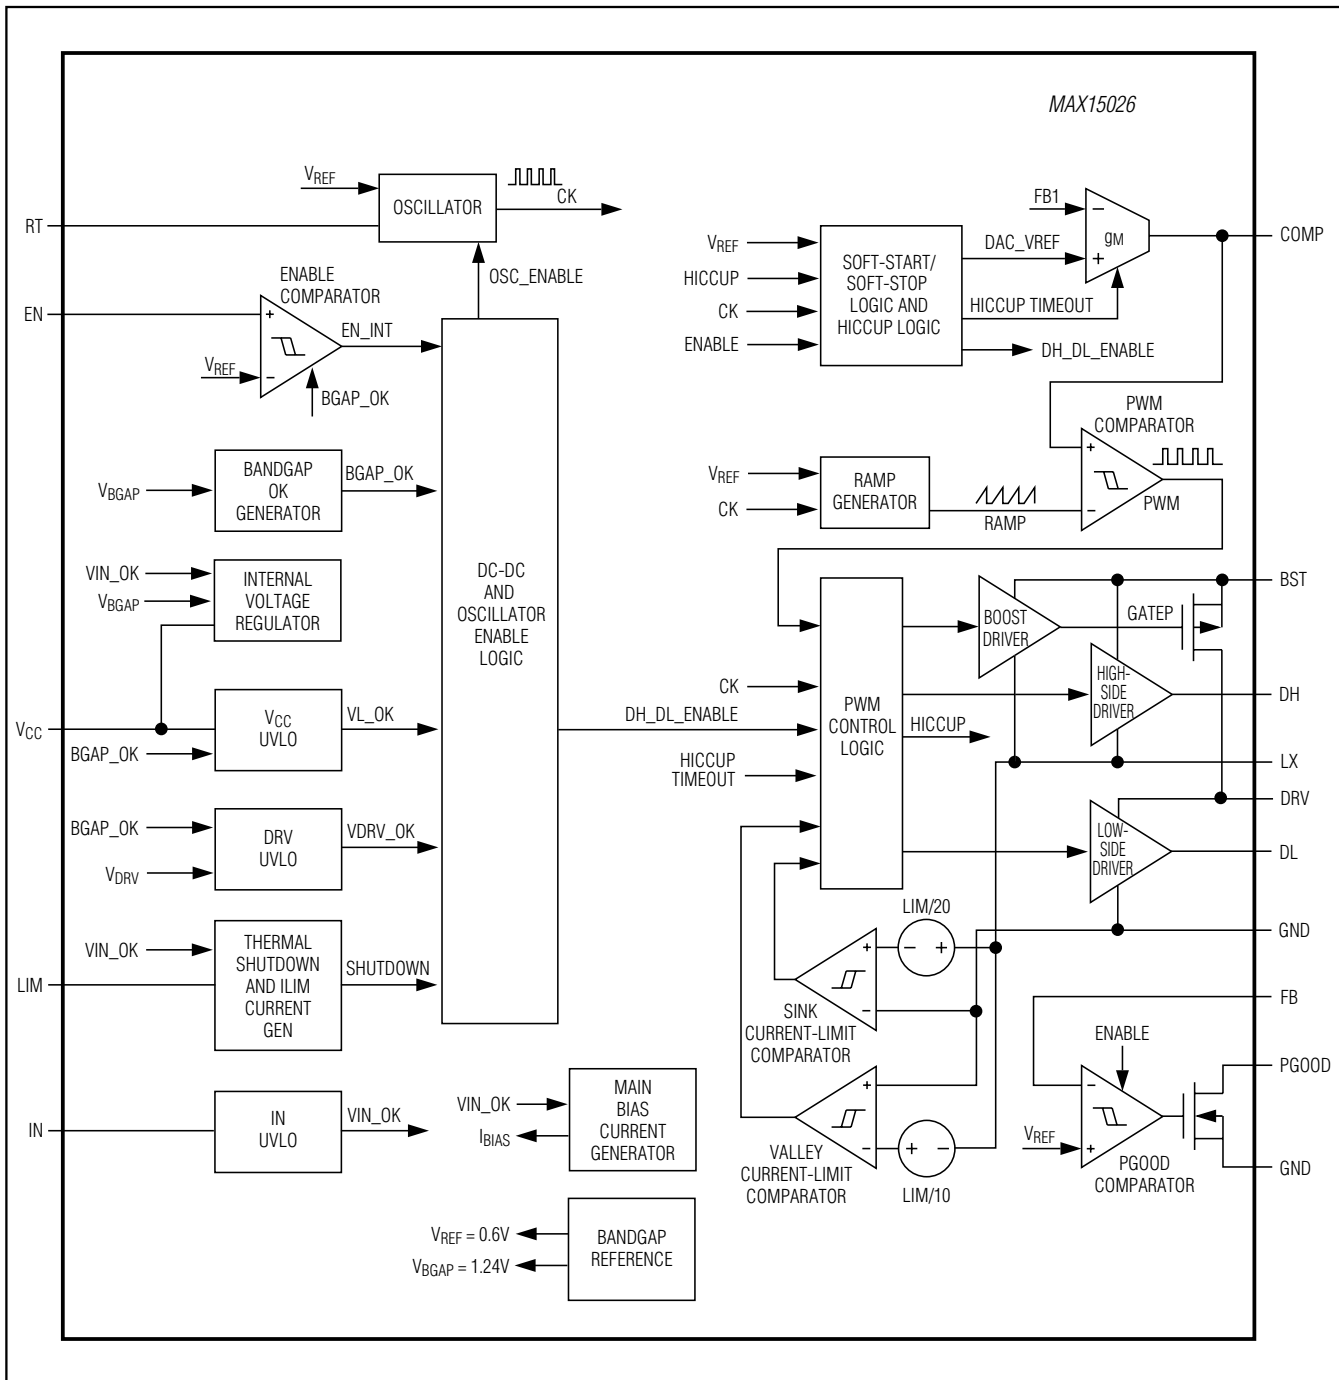 MAX15026
VREF
OSCILLATOR
CK
RT
OSC_ENABLE
ENABLE
COMPARATOR
EN
+
EN_INT
VREF
−
BGAP_OK
FB1
−
gM
+
COMP
VREF
HICCUP
CK
ENABLE
SOFT-START/
SOFT-STOP
LOGIC AND
HICCUP LOGIC
DAC_VREF
HICCUP TIMEOUT
DH_DL_ENABLE
VBGAP
BANDGAP
OK
GENERATOR
BGAP_OK
VREF
CK
RAMP
GENERATOR
RAMP
PWM
COMPARATOR
+
−
PWM
VIN_OK
VBGAP
INTERNAL
VOLTAGE
REGULATOR
DC-DC
AND
OSCILLATOR
ENABLE
LOGIC
VCC
BGAP_OK
VCC
UVLO
VL_OK
BGAP_OK
VDRV
DRV
UVLO
VDRV_OK
VIN_OK
LIM
THERMAL
SHUTDOWN
AND ILIM
CURRENT
GEN
SHUTDOWN
CK
DH_DL_ENABLE
HICCUP
TIMEOUT
PWM
CONTROL
LOGIC
HICCUP
BOOST
DRIVER
GATEP
BST
HIGH-
SIDE
DRIVER
DH
LX
DRV
LOW-
SIDE
DRIVER
DL
GND
LIM/20
+
−
+
−
SINK
CURRENT-LIMIT
COMPARATOR
+
−
+
−
LIM/10
VALLEY
CURRENT-LIMIT
COMPARATOR
FB
ENABLE
−
VREF
+
PGOOD
COMPARATOR
PGOOD
GND
IN
IN
UVLO
VIN_OK
VIN_OK
IBIAS
MAIN
BIAS
CURRENT
GENERATOR
VREF = 0.6V
VBGAP = 1.24V
BANDGAP
REFERENCE